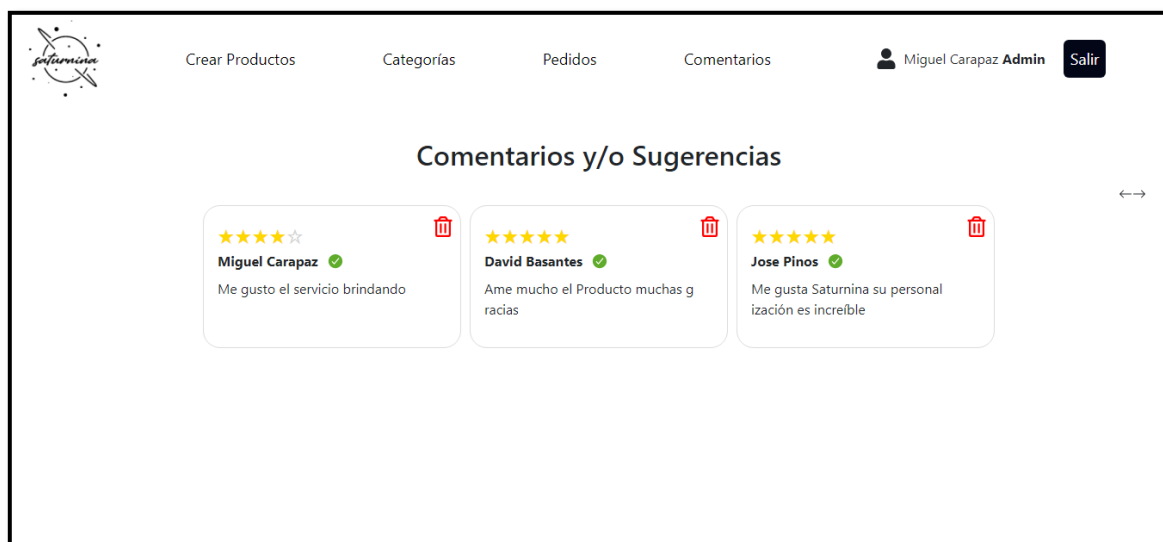 saturnina
Crear Productos
Categorías
Pedidos
Comentarios
Miguel Carapaz Admin
Salir
Comentarios y/o Sugerencias
Miguel Carapaz
Me gusto el servicio brindando
David Basantes
Ame mucho el Producto muchas g
racias
Jose Pinos
Me gusta Saturnina su personal
ización es increíble